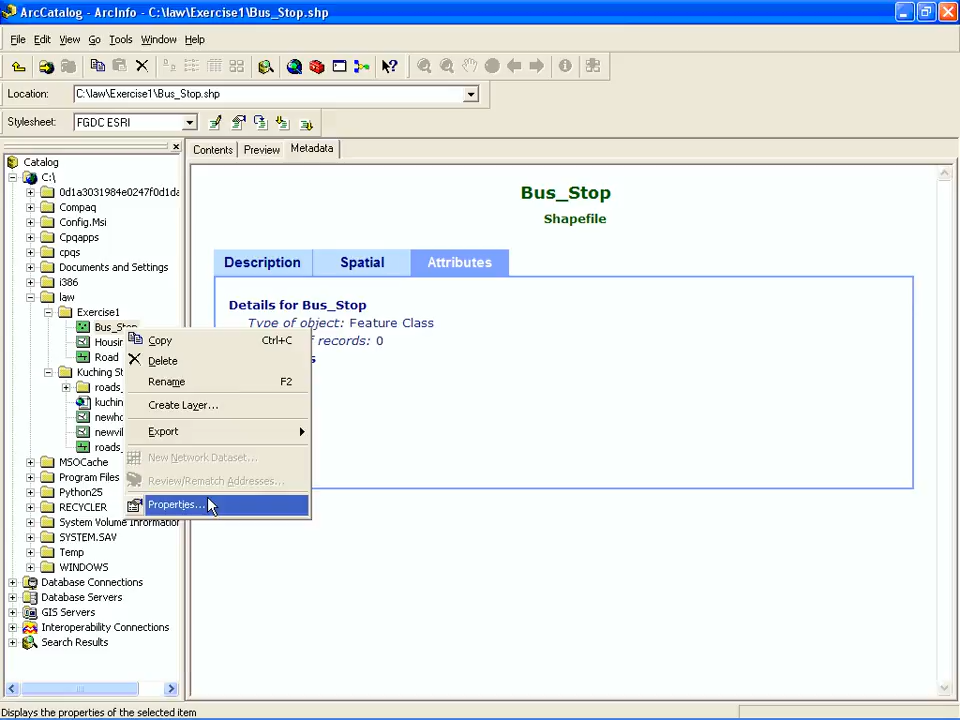 ArcCatalog - ArcInfo - C:\law\Exercise1\Bus_Stop.shp
File Edit View Go Tools Window Help
Location: C:\law\Exercise1\Bus_Stop.shp
Stylesheet: FGDC ESRI
Contents Preview Metadata
Catalog
C:\
0d1a3031984e0247f0d1da
Compaq
Config.Msi
Cpqapps
cpqs
Documents and Settings
i386
law
Exercise1
Bus_Stop
Housin
Road
Kuching St
roads_
kuchin
newho
newvil
roads_
MSOCache
Program Files
Python25
RECYCLER
System Volume Information
SYSTEM.SAV
Temp
WINDOWS
Database Connections
Database Servers
GIS Servers
Interoperability Connections
Search Results
Copy Ctrl+C
Delete
Rename F2
Create Layer...
Export
New Network Dataset...
Review/Rematch Addresses...
Properties...
Bus_Stop
Shapefile
Description Spatial Attributes
Details for Bus_Stop
Type of object: Feature Class
f records: 0
s
Displays the properties of the selected item